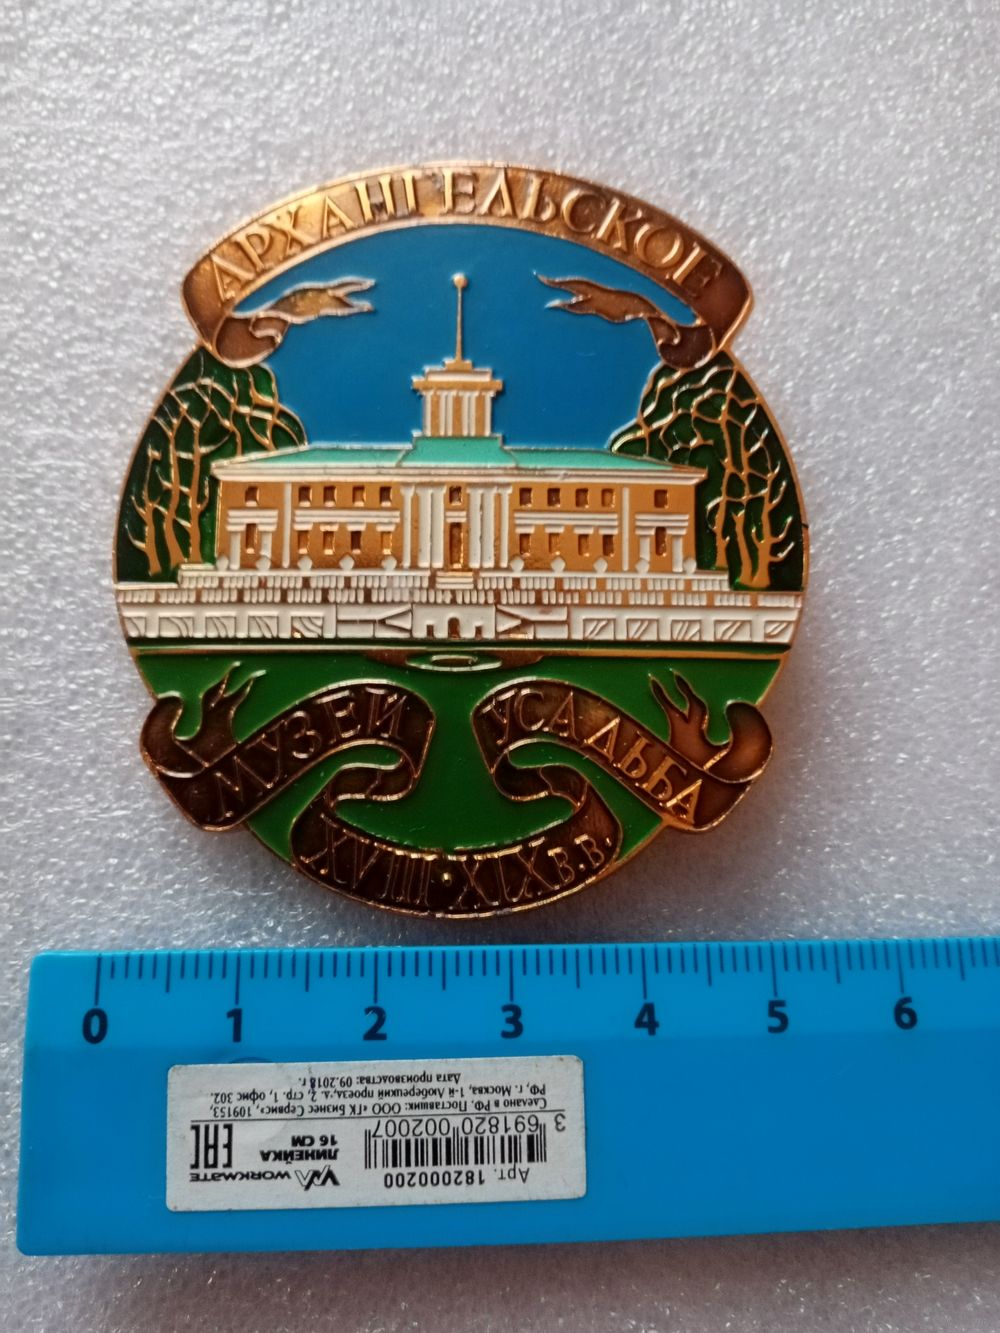 АРХАНГЕЛЬСКОЕ
МУЗЕЙ УСАДЬБА
XVIII·XIX В.В.
0 1 2 3 4 5 6
Арт. 182000200
3 691820 002007
WORKMATE
ЛИНЕЙКА
16 СМ
EAC
Сделано в РФ. Поставщик: ООО «ГК Бизнес Сервис», 109153,
РФ, г. Москва, 1-й Люберецкий проезд, д. 2, стр. 1, офис 302.
Дата производства: 09.2018 г.